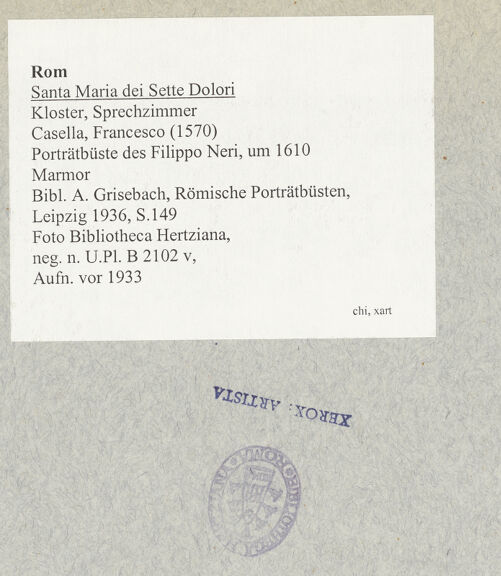 Rom
Santa Maria dei Sette Dolori
Kloster, Sprechzimmer
Casella, Francesco (1570)
Porträtbüste des Filippo Neri, um 1610
Marmor
Bibl. A. Grisebach, Römische Porträtbüsten,
Leipzig 1936, S.149
Foto Bibliotheca Hertziana,
neg. n. U.Pl. B 2102 v,
Aufn. vor 1933
chi, xart
XEROX: ARTISTA
BIBLIOTHECA
ROMA